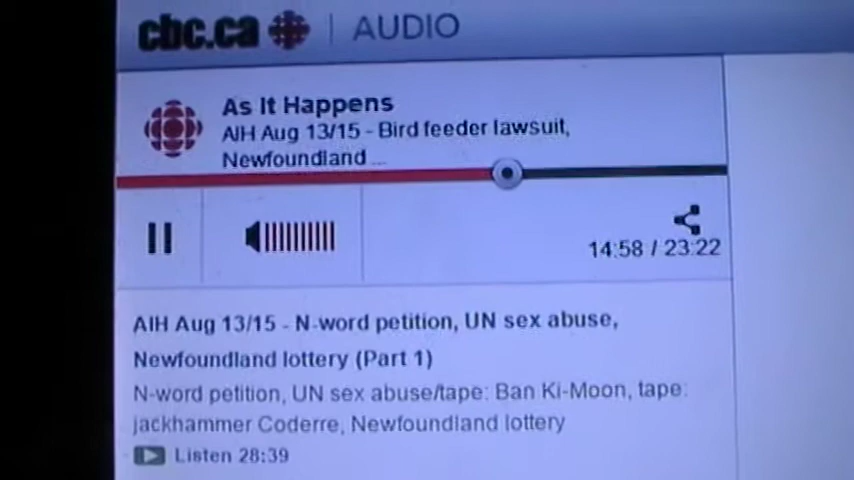 cbc.ca | AUDIO
As It Happens
AIH Aug 13/15 - Bird feeder lawsuit,
Newfoundland ...
14:58 / 23:22
AIH Aug 13/15 - N-word petition, UN sex abuse,
Newfoundland lottery (Part 1)
N-word petition, UN sex abuse/tape: Ban Ki-Moon, tape:
jackhammer Coderre, Newfoundland lottery
Listen 28:39